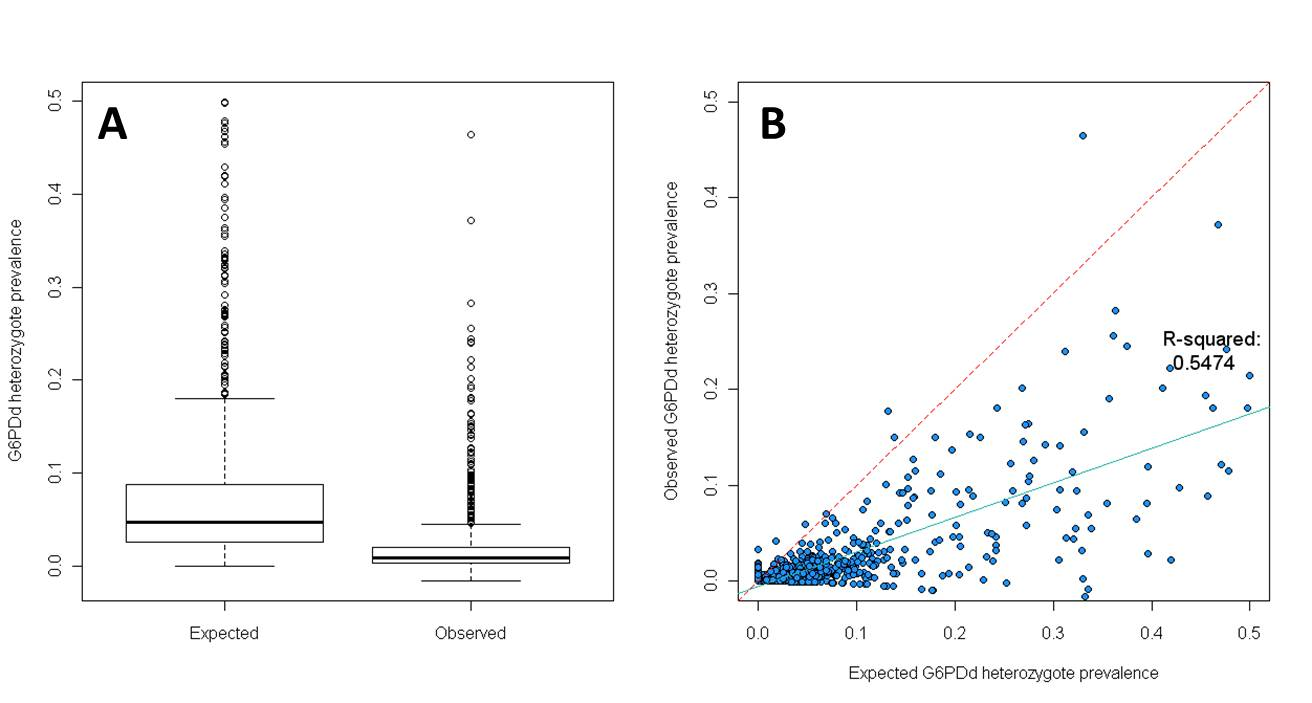 A
G6PDd heterozygote prevalence
0.5
0.4
0.3
0.2
0.1
0.0
Expected
Observed
B
Observed G6PDd heterozygote prevalence
0.5
0.4
0.3
0.2
0.1
0.0
R-squared:
0.5474
0.0
0.1
0.2
0.3
0.4
0.5
Expected G6PDd heterozygote prevalence